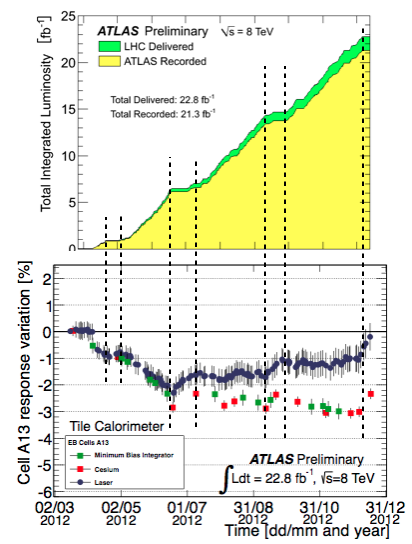 Total Integrated Luminosity [fb⁻¹]
25
20
15
10
5
0
ATLAS Preliminary √s = 8 TeV
LHC Delivered
ATLAS Recorded
Total Delivered: 22.8 fb⁻¹
Total Recorded: 21.3 fb⁻¹
Cell A13 response variation [%]
2
1
0
-1
-2
-3
-4
-5
-6
Tile Calorimeter
EB Cells A13
Minimum Bias Integrator
Cesium
Laser
ATLAS Preliminary
∫Ldt = 22.8 fb⁻¹, √s=8 TeV
02/03 02/05 01/07 31/08 31/10 31/12
2012 2012 2012 2012 2012 2012
Time [dd/mm and year]